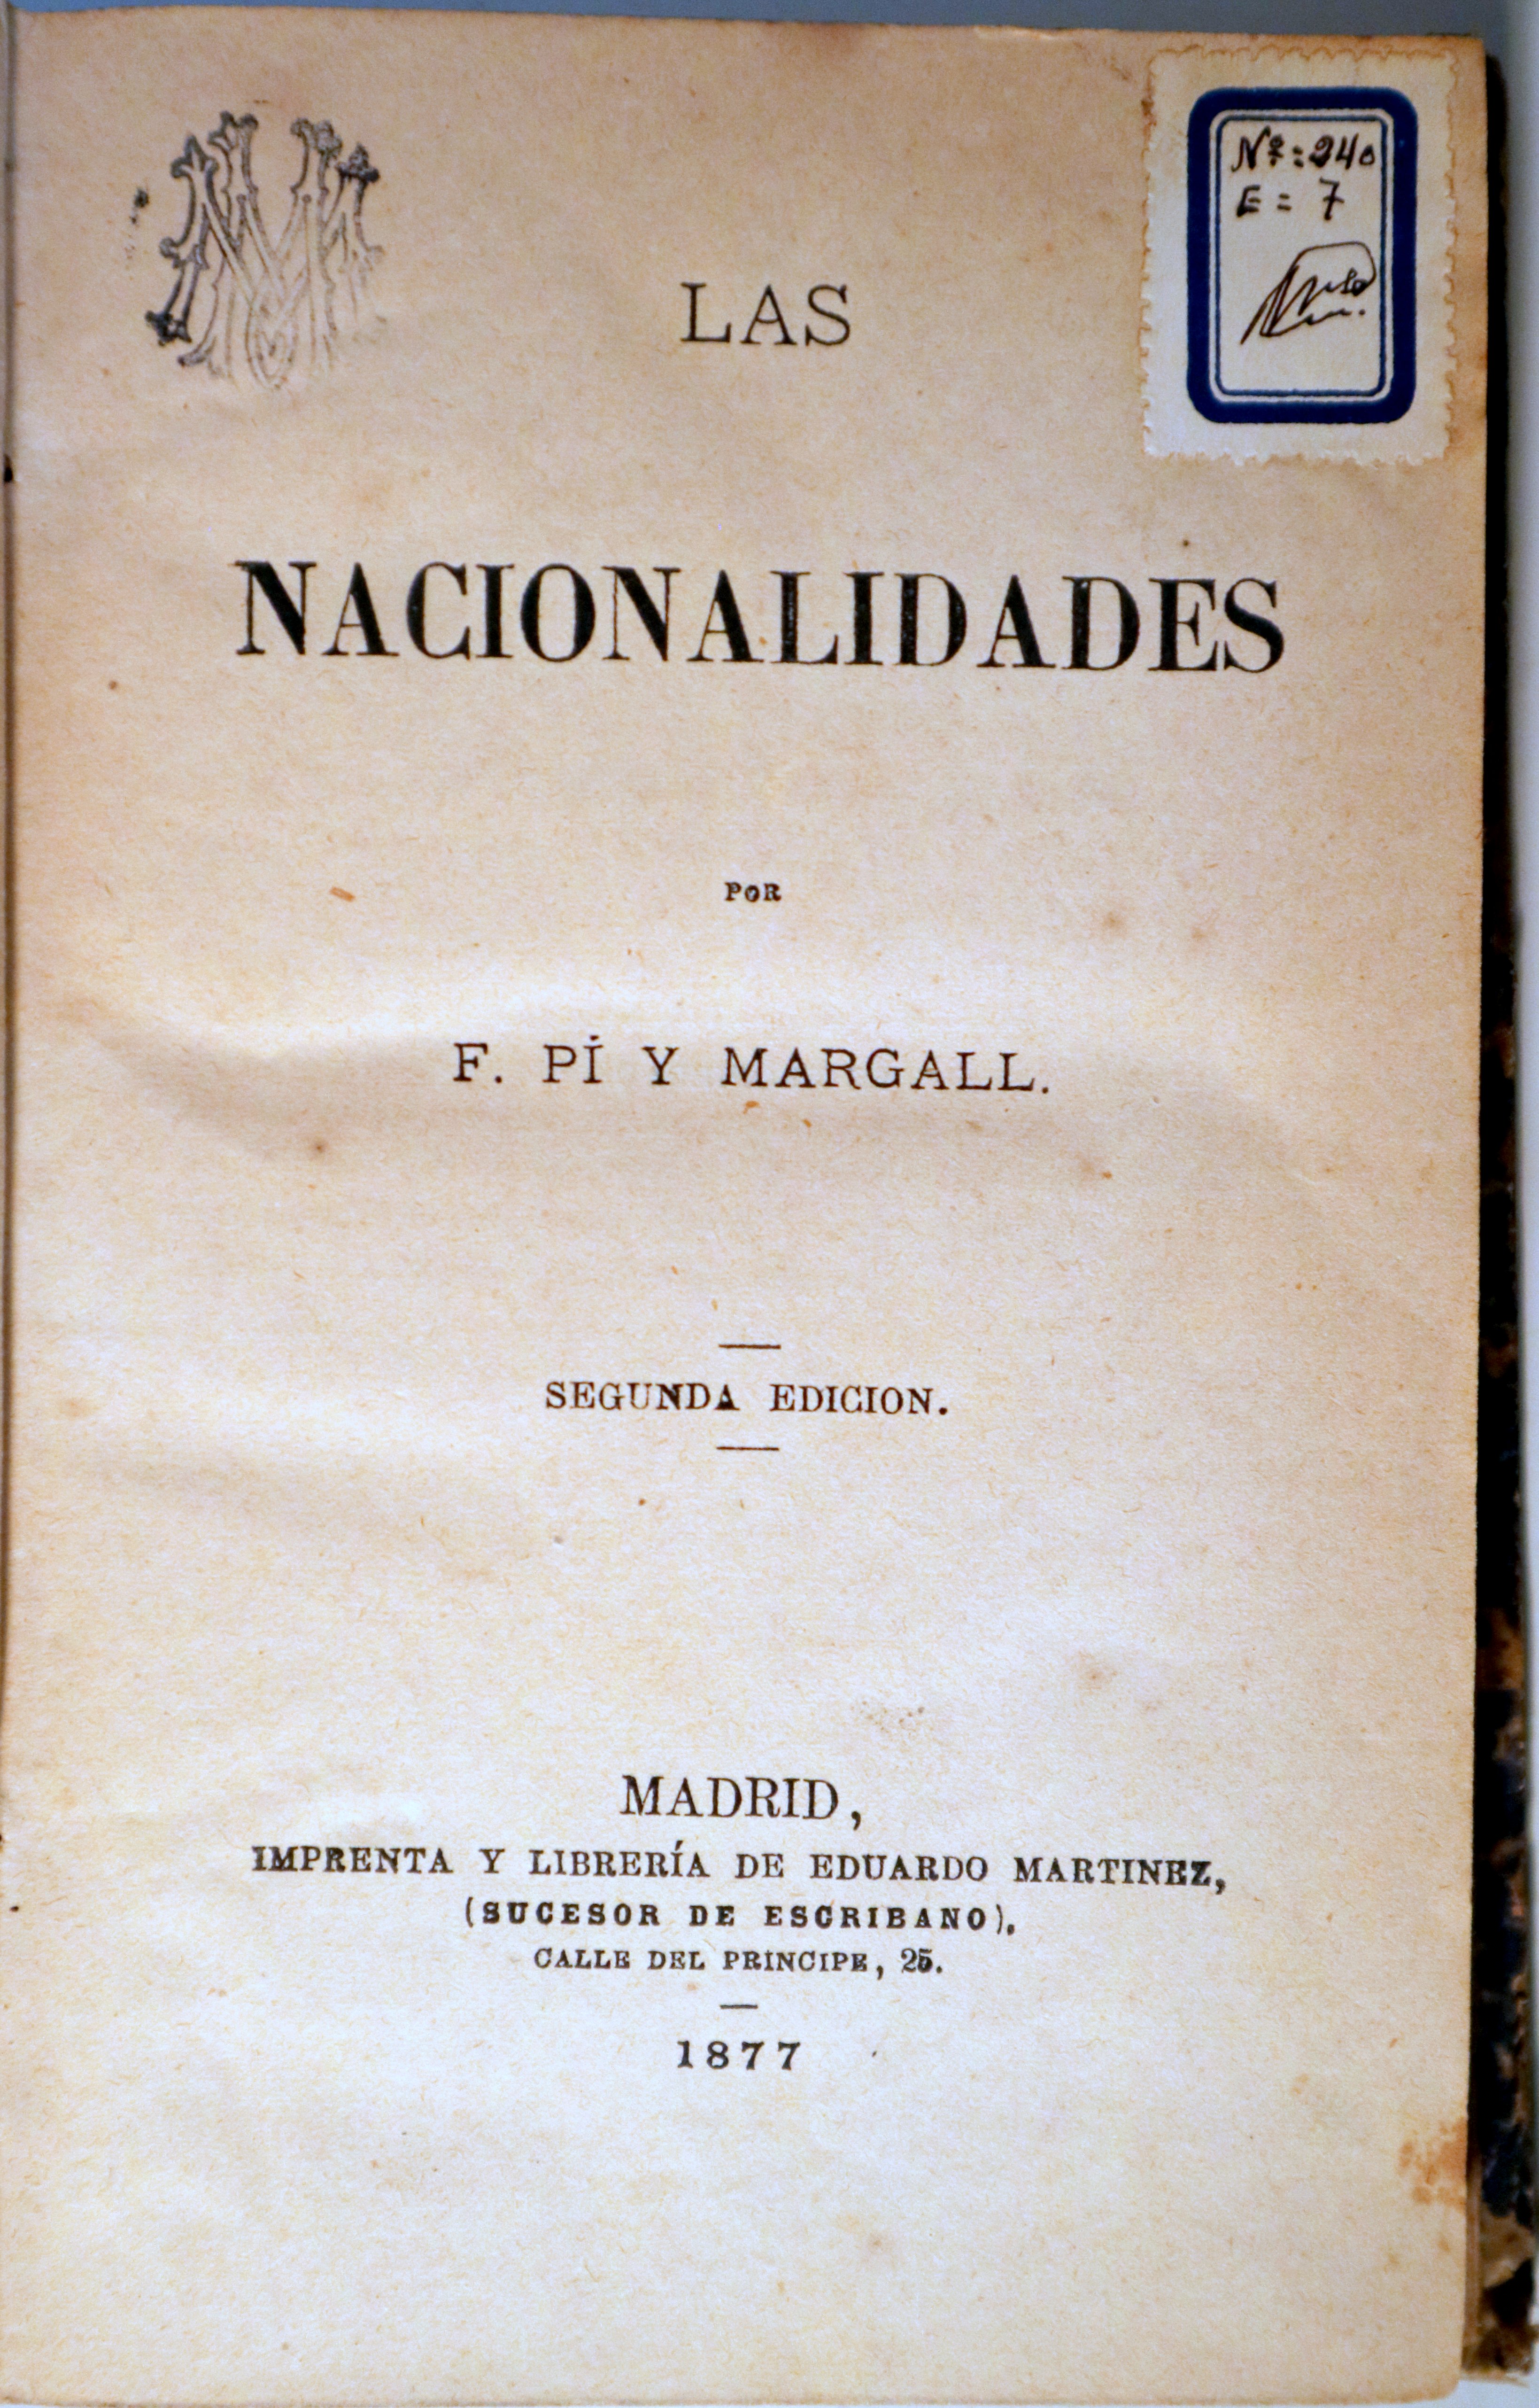 Nº: 240
E = 7
LAS
NACIONALIDADES
POR
F. PÍ Y MARGALL.
SEGUNDA EDICION.
MADRID,
IMPRENTA Y LIBRERÍA DE EDUARDO MARTINEZ,
(SUCESOR DE ESCRIBANO).
CALLE DEL PRÍNCIPE, 25.
1877